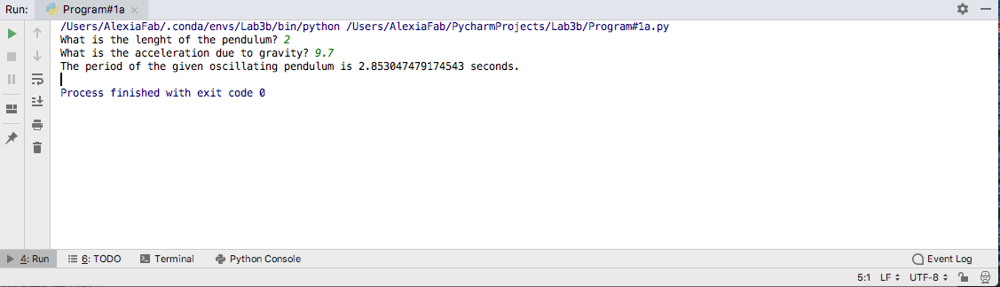 Run: Program#1a
/Users/AlexiaFab/.conda/envs/Lab3b/bin/python /Users/AlexiaFab/PycharmProjects/Lab3b/Program#1a.py
What is the lenght of the pendulum? 2
What is the acceleration due to gravity? 9.7
The period of the given oscillating pendulum is 2.853047479174543 seconds.
Process finished with exit code 0
4: Run 6: TODO Terminal Python Console Event Log
5:1 LF UTF-8